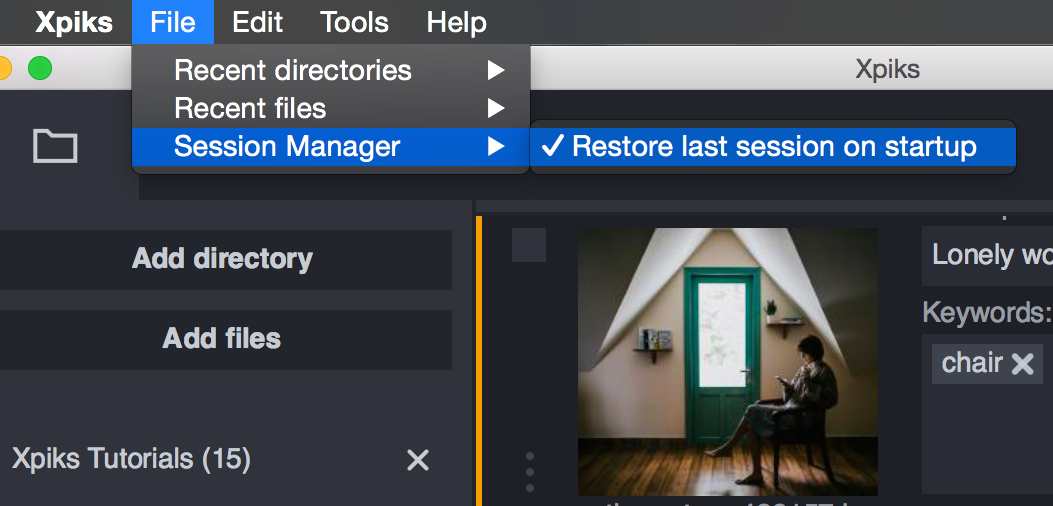 Xpiks File Edit Tools Help
Recent directories
Xpiks
Recent files
Session Manager
Restore last session on startup
Add directory
Lonely wo
Keywords:
Add files
chair
Xpiks Tutorials (15)